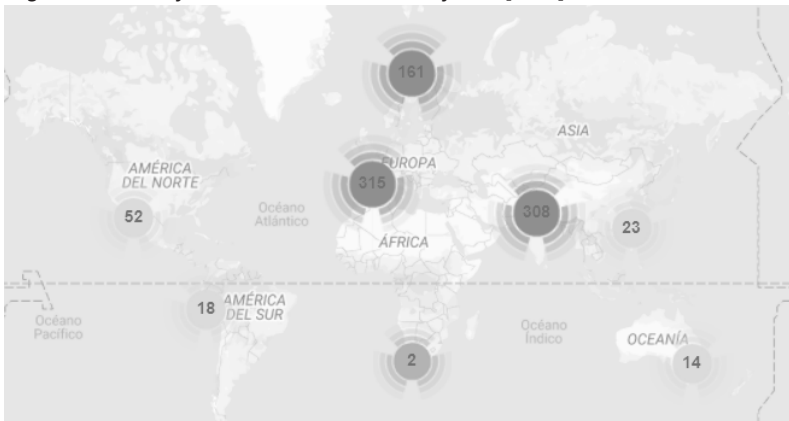 161
ASIA
EUROPA
AMÉRICA
DEL NORTE
315
Océano
Atlántico
52
308
23
ÁFRICA
18
AMÉRICA
DEL SUR
Océano
Pacífico
Océano
Índico
OCEANÍA
2
14